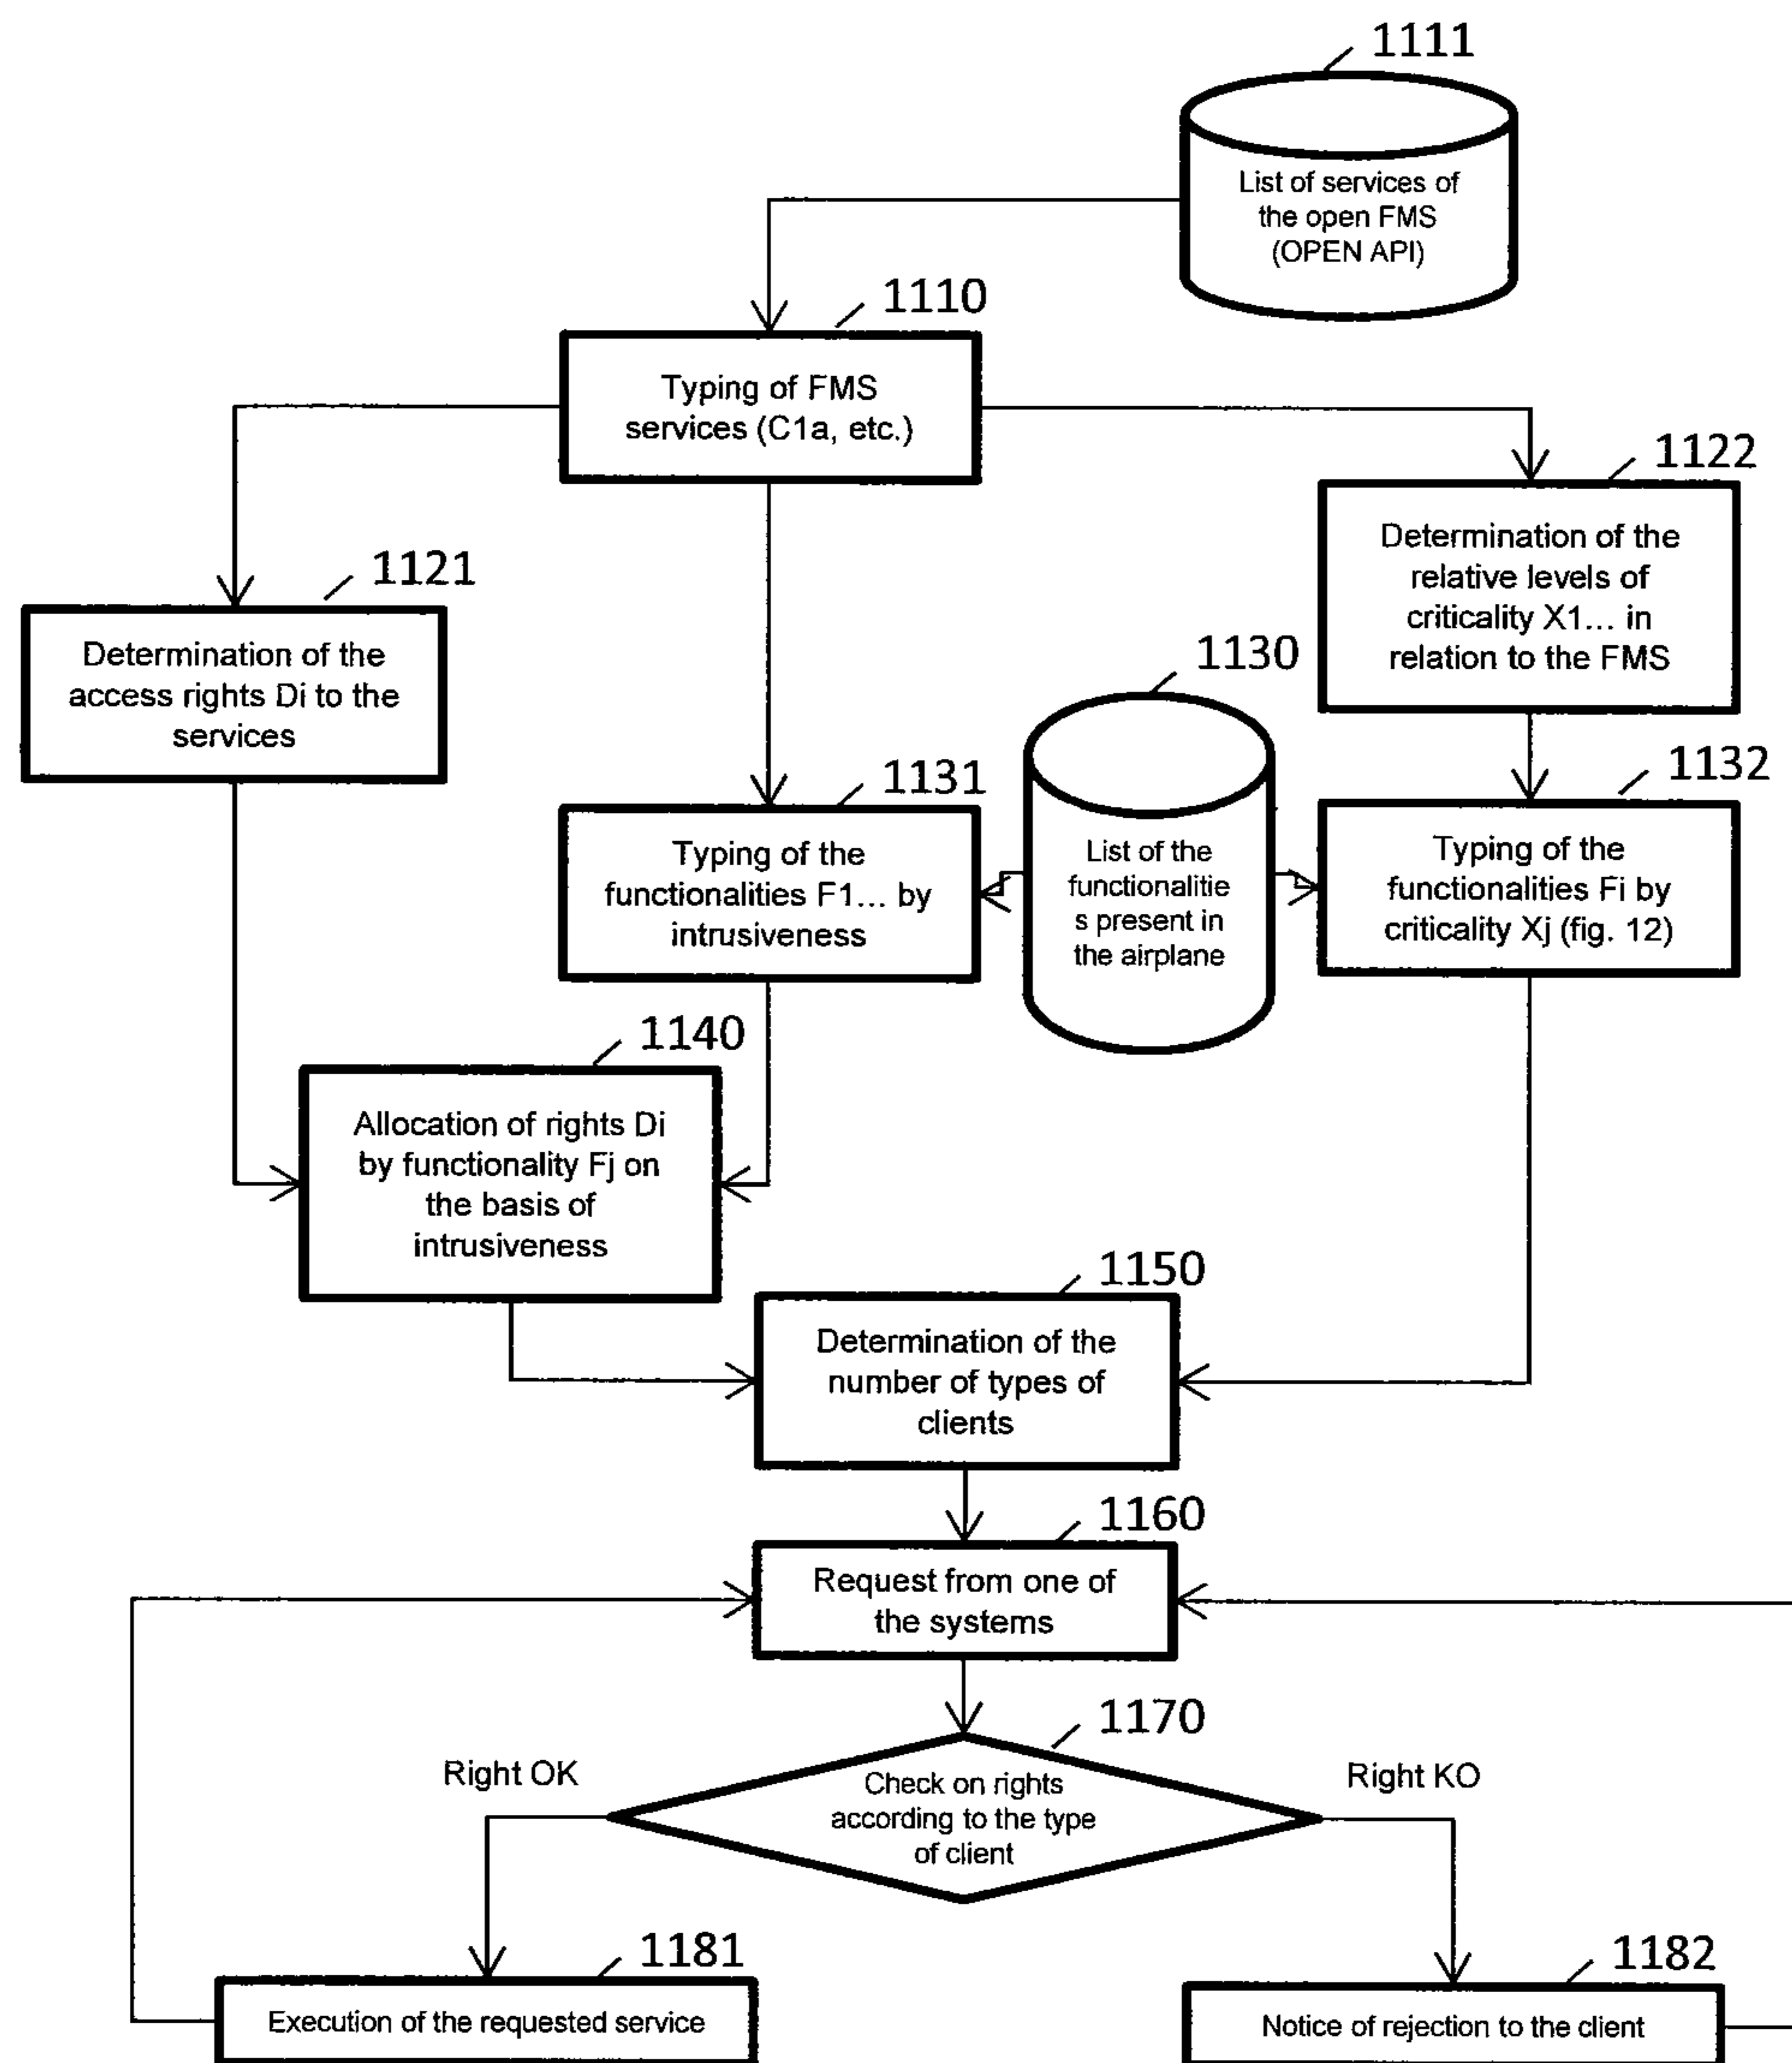 1111
List of services of
the open FMS
(OPEN API)
1110
Typing of FMS
services (C1a, etc.)
1122
Determination of the
relative levels of
criticality X1... in
relation to the FMS
1121
Determination of the
access rights Di to the
services
1130
List of the
functionalitie
s present in
the airplane
1131
Typing of the
functionalities F1... by
intrusiveness
1132
Typing of the
functionalities Fi by
criticality Xj (fig. 12)
1140
Allocation of rights Di
by functionality Fj on
the basis of
intrusiveness
1150
Determination of the
number of types of
clients
1160
Request from one of
the systems
1170
Check on rights
according to the type
of client
Right OK
Right KO
1181
Execution of the requested service
1182
Notice of rejection to the client